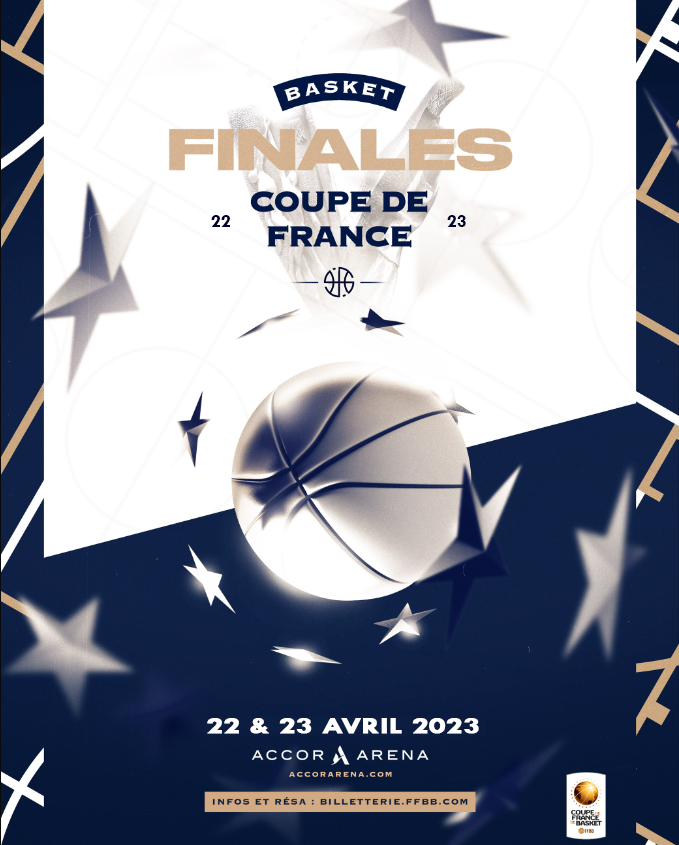 BASKET
FINALES
22 COUPE DE 23
FRANCE
22 & 23 AVRIL 2023
ACCOR ARENA
ACCORARENA.COM
INFOS ET RÉSA : BILLETTERIE.FFBB.COM
COUPE DE
FRANCE
DE BASKET
FFBB